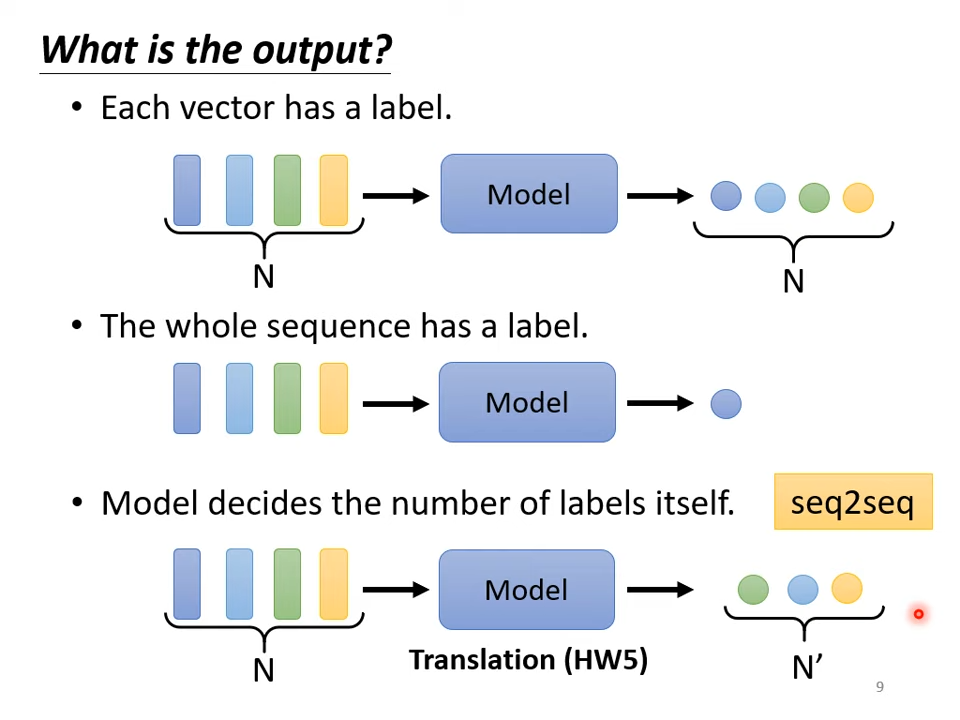 What is the output?
• Each vector has a label.
Model
N
N
• The whole sequence has a label.
Model
• Model decides the number of labels itself.
seq2seq
Model
N
Translation (HW5)
N’
9